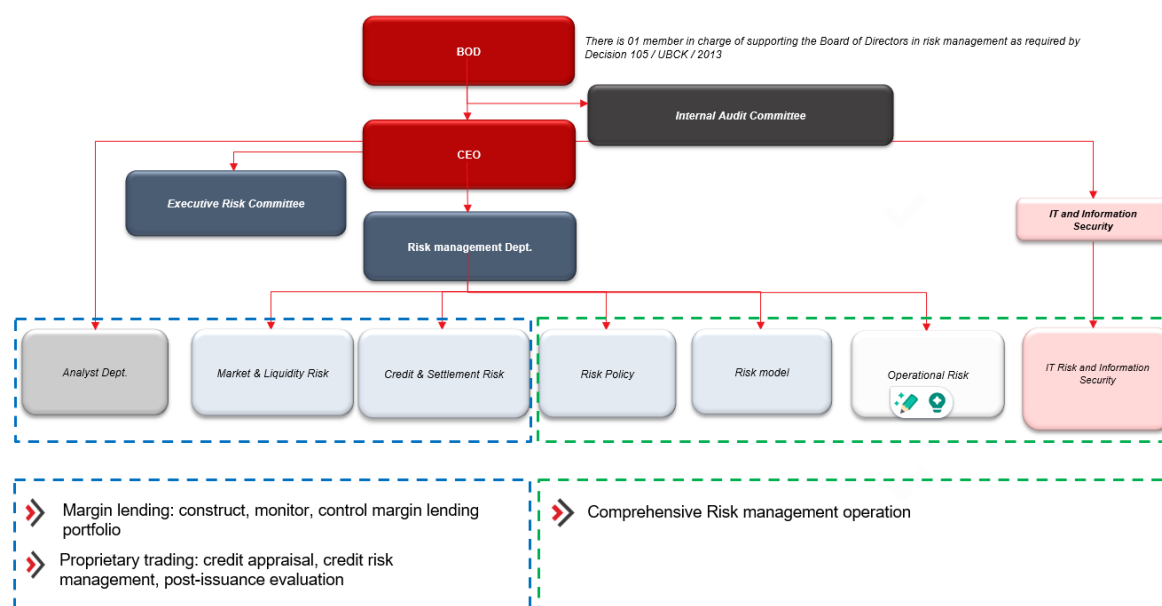 BOD
There is 01 member in charge of supporting the Board of Directors in risk management as required by
Decision 105 / UBCK / 2013
Internal Audit Committee
CEO
Executive Risk Committee
IT and Information
Security
Risk management Dept.
Analyst Dept.
Market & Liquidity Risk
Credit & Settlement Risk
Risk Policy
Risk model
Operational Risk
IT Risk and Information
Security
Margin lending: construct, monitor, control margin lending
portfolio
Proprietary trading: credit appraisal, credit risk
management, post-issuance evaluation
Comprehensive Risk management operation